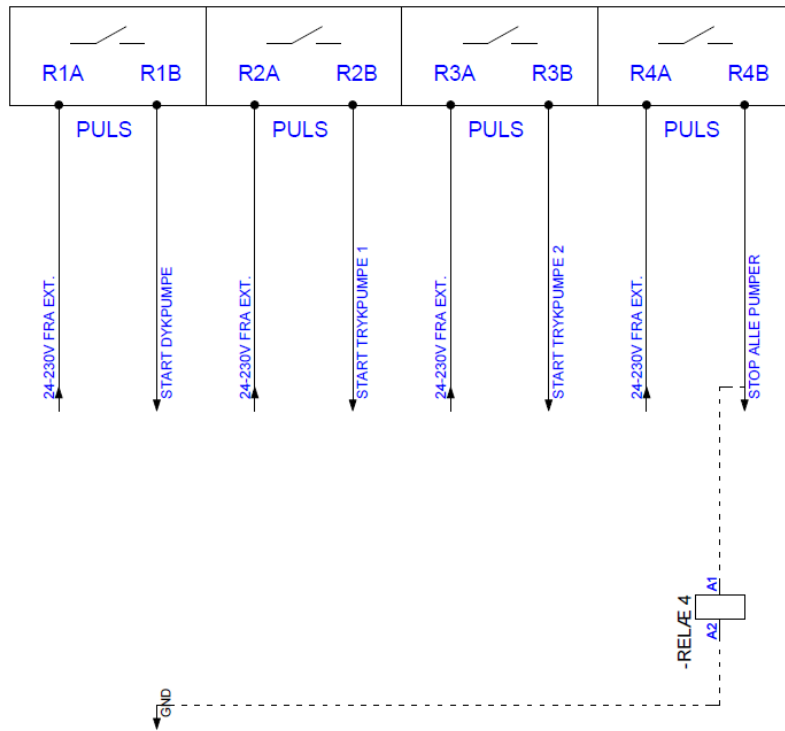 R1A R1B R2A R2B R3A R3B R4A R4B
PULS PULS PULS PULS
24-230V FRA EXT.
START DYKPUMPE
24-230V FRA EXT.
START TRYKPUMPE 1
24-230V FRA EXT.
START TRYKPUMPE 2
24-230V FRA EXT.
STOP ALLE PUMPER
A1
-RELÆ 4
A2
GND